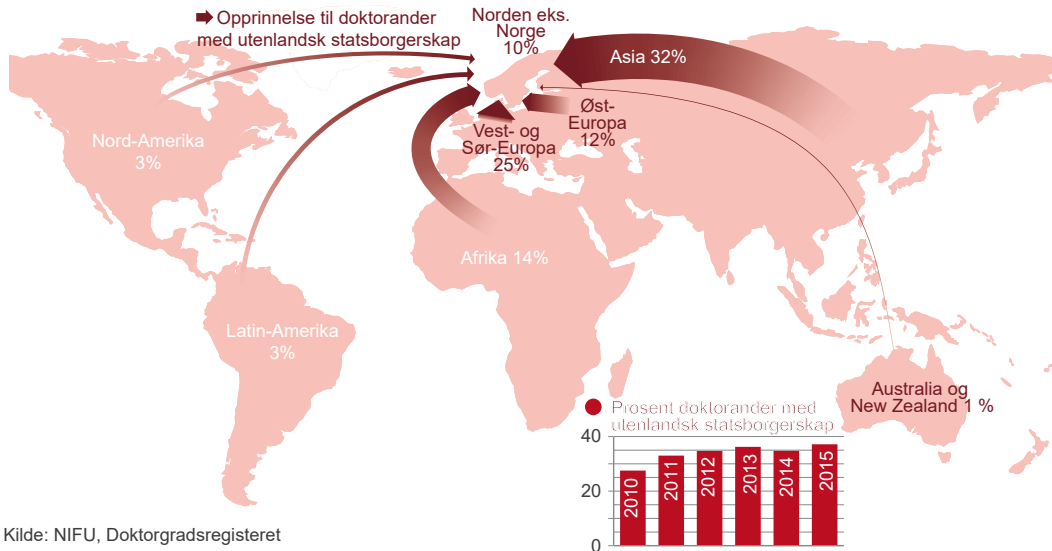 Opprinnelse til doktorander
med utenlandsk statsborgerskap
Norden eks.
Norge
10%
Asia 32%
Øst-
Europa
12%
Vest- og
Sør-Europa
25%
Nord-Amerika
3%
Afrika 14%
Latin-Amerika
3%
Australia og
New Zealand 1 %
Prosent doktorander med
utenlandsk statsborgerskap
40
20
0
2010
2011
2012
2013
2014
2015
Kilde: NIFU, Doktorgradsregisteret